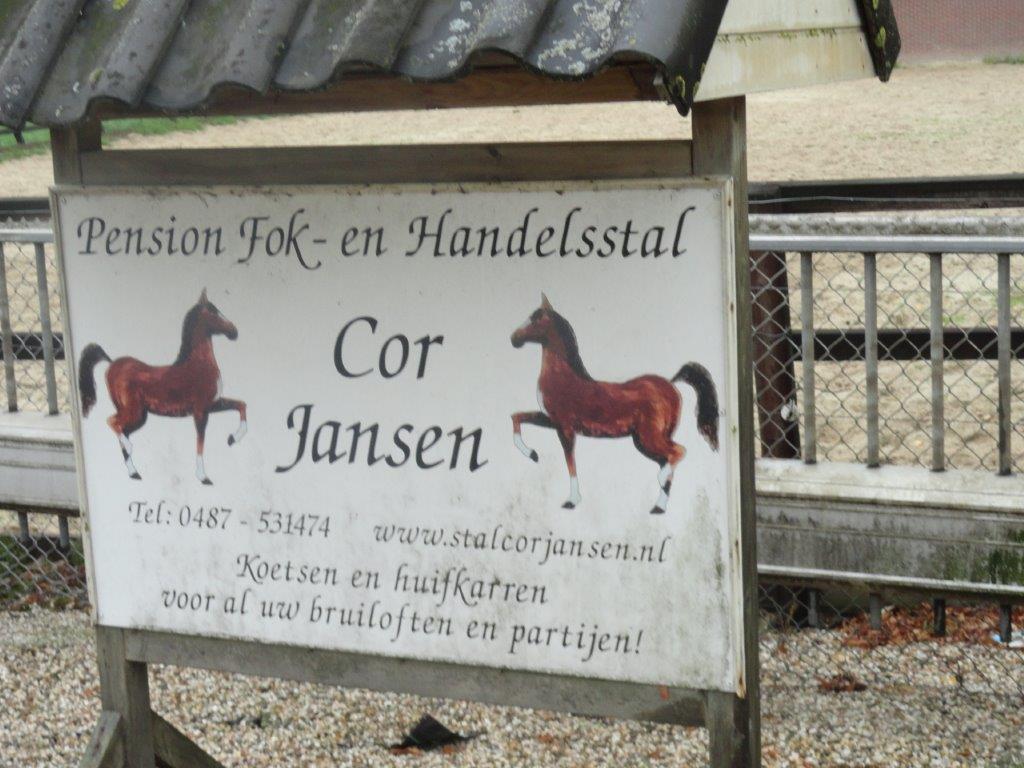 Pension Fok- en Handelsstal
Cor
Jansen
Tel: 0487 - 531474 www.stalcorjansen.nl
Koetsen en huifkarren
voor al uw bruiloften en partijen!